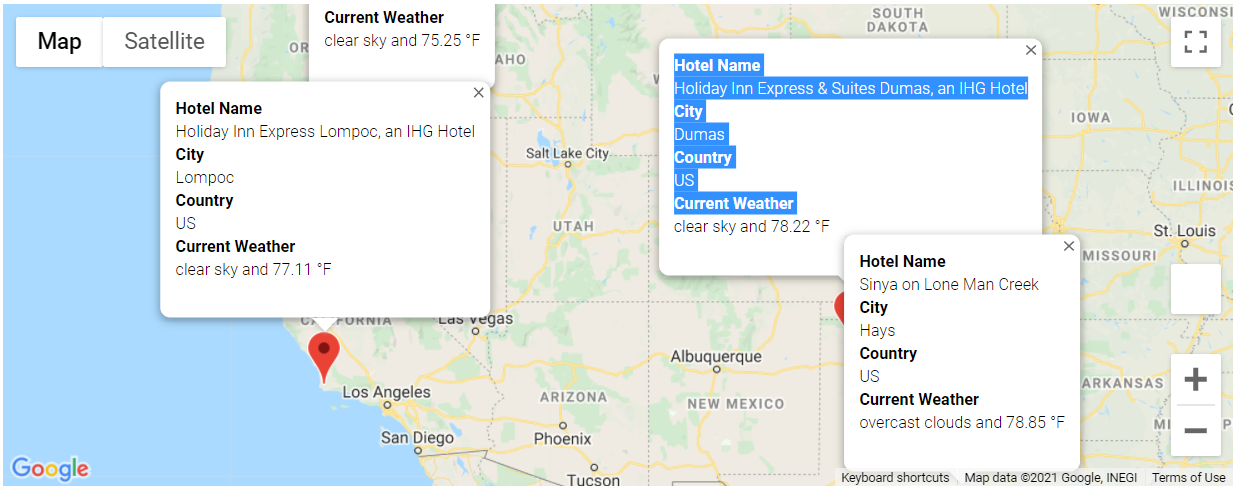 Map
Satellite
Current Weather
clear sky and 75.25 °F
Hotel Name
Holiday Inn Express Lompoc, an IHG Hotel
City
Lompoc
Country
US
Current Weather
clear sky and 77.11 °F
Hotel Name
Holiday Inn Express & Suites Dumas, an IHG Hotel
City
Dumas
Country
US
Current Weather
clear sky and 78.22 °F
Hotel Name
Sinya on Lone Man Creek
City
Hays
Country
US
Current Weather
overcast clouds and 78.85 °F
SOUTH
DAKOTA
WISCONSI
OR
AHO
IOWA
Salt Lake City
ILLINOIS
UTAH
St. Louis
MISSOURI
CALIFORNIA
Las Vegas
Albuquerque
Los Angeles
ARIZONA
NEW MEXICO
ARKANSAS
San Diego
Phoenix
Tucson
Google
Keyboard shortcuts
Map data ©2021 Google, INEGI
Terms of Use